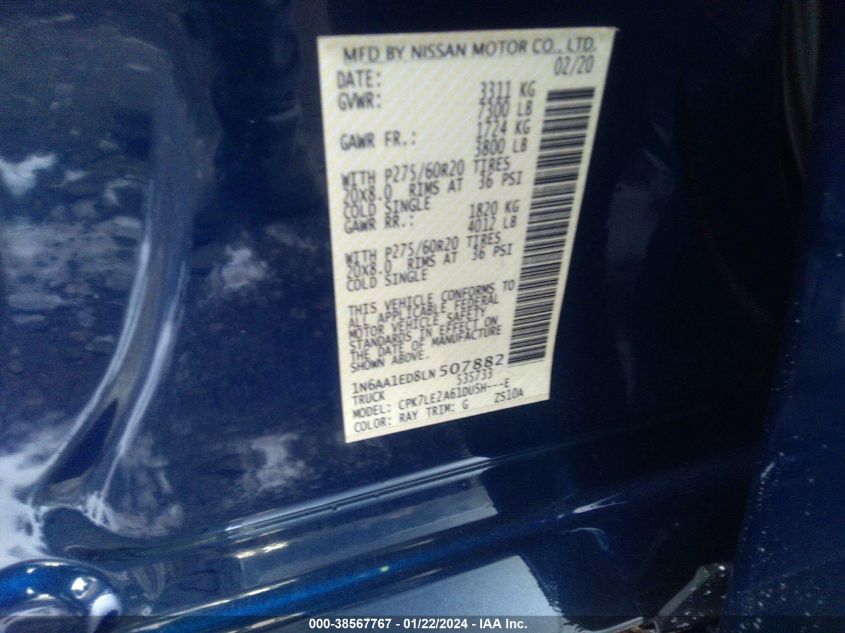 MFD BY NISSAN MOTOR CO., LTD.
DATE: 02/20
GVWR: 3311 KG
7300 LB
GAWR FR.: 1724 KG
3800 LB
WITH P275/60R20 TIRES
20X8.0 RIMS AT 36 PSI
COLD SINGLE
GAWR RR.: 1820 KG
4012 LB
WITH P275/60R20 TIRES
20X8.0 RIMS AT 36 PSI
COLD SINGLE
THIS VEHICLE CONFORMS TO
ALL APPLICABLE FEDERAL
MOTOR VEHICLE SAFETY
STANDARDS IN EFFECT ON
THE DATE OF MANUFACTURE
SHOWN ABOVE.
1N6AA1ED8LN507882
TRUCK 535733
MODEL: CPK7LE2A61DUSH---E
COLOR: RAY TRIM: G ZS10A
000-38567767 - 01/22/2024 - IAA Inc.